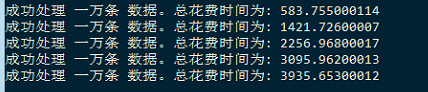 成功处理 一万条 数据。总花费时间为: 583.755000114
成功处理 一万条 数据。总花费时间为: 1421.72600007
成功处理 一万条 数据。总花费时间为: 2256.96800017
成功处理 一万条 数据。总花费时间为: 3095.96200013
成功处理 一万条 数据。总花费时间为: 3935.65300012